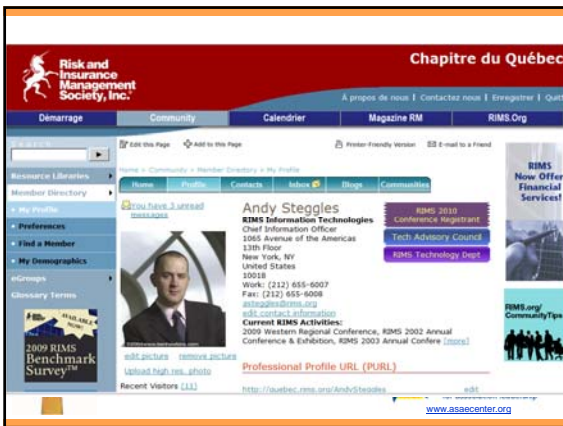 Risk and
Insurance
Management
Society, Inc.®
Chapitre du Québec
À propos de nous | Contactez nous | Enregistrer | Quitt
Démarrage Community Calendrier Magazine RM RIMS.Org
Search
Edit this Page Add to this Page Printer-Friendly Version E-mail to a Friend
Home > Community > Member Directory > My Profile
Home Profile Contacts Inbox Blogs Communities
Resource Libraries
Member Directory
• My Profile
• Preferences
• Find a Member
• My Demographics
eGroups
Glossary Terms
AVAILABLE
NOW!
2009 RIMS
Benchmark
Survey™
You have 3 unread
messages
edit picture remove picture
Upload high res. photo
Recent Visitors (11)
Andy Steggles
RIMS Information Technologies
Chief Information Officer
1065 Avenue of the Americas
13th Floor
New York, NY
United States
10018
Work: (212) 655-6007
Fax: (212) 655-6008
asteggles@rims.org
edit contact information
Current RIMS Activities:
2009 Western Regional Conference, RIMS 2002 Annual
Conference & Exhibition, RIMS 2003 Annual Confere [more]
Professional Profile URL (PURL)
http://quebec.rims.org/AndySteggles edit
RIMS 2010
Conference Registrant
Tech Advisory Council
RIMS Technology Dept
RIMS
Now Offer
Financial
Services!
RIMS.org/
CommunityTips
www.asaecenter.org